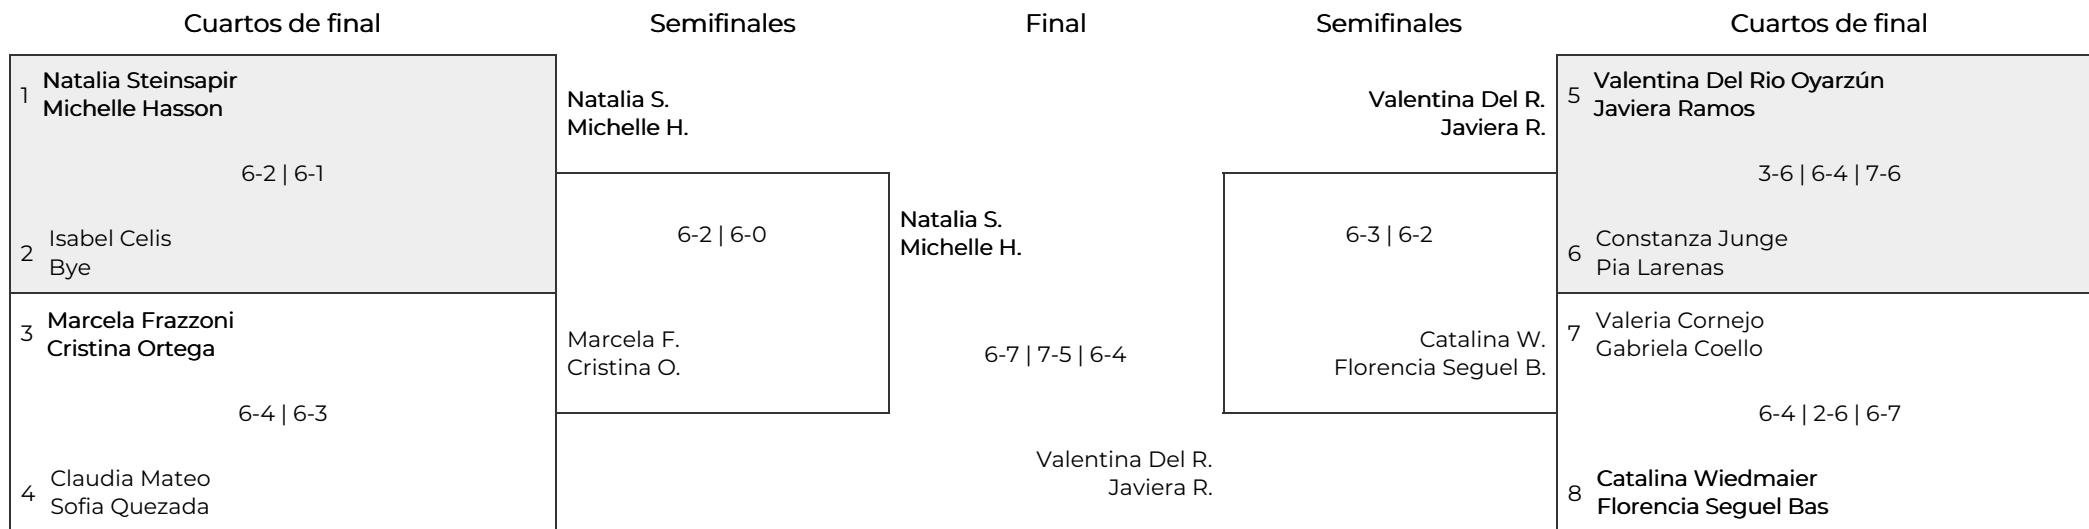 Cuartos de final
Semifinales
Final
Semifinales
Cuartos de final
1
Natalia Steinsapir
Michelle Hasson
6-2 | 6-1
2
Isabel Celis
Bye
3
Marcela Frazzoni
Cristina Ortega
6-4 | 6-3
4
Claudia Mateo
Sofia Quezada
Natalia S.
Michelle H.
6-2 | 6-0
Marcela F.
Cristina O.
Natalia S.
Michelle H.
6-7 | 7-5 | 6-4
Valentina Del R.
Javiera R.
Valentina Del R.
Javiera R.
6-3 | 6-2
Catalina W.
Florencia Seguel B.
5
Valentina Del Rio Oyarzún
Javiera Ramos
3-6 | 6-4 | 7-6
6
Constanza Junge
Pia Larenas
7
Valeria Cornejo
Gabriela Coello
6-4 | 2-6 | 6-7
8
Catalina Wiedmaier
Florencia Seguel Bas